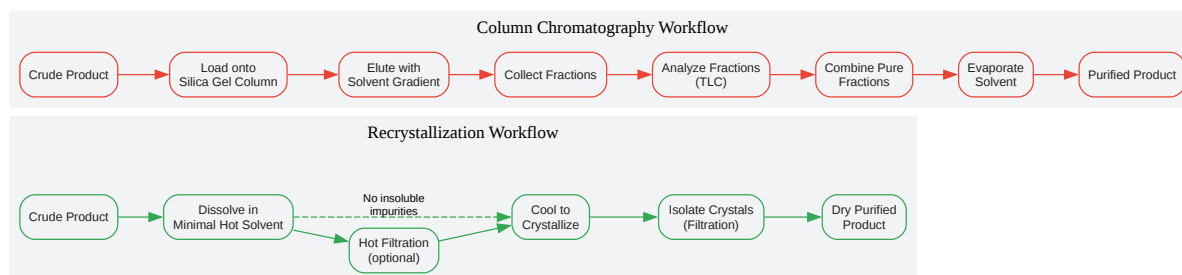 Column Chromatography Workflow
Crude Product
Load onto
Silica Gel Column
Elute with
Solvent Gradient
Collect Fractions
Analyze Fractions
(TLC)
Combine Pure
Fractions
Evaporate
Solvent
Purified Product
Recrystallization Workflow
Crude Product
Dissolve in
Minimal Hot Solvent
No insoluble
impurities
Hot Filtration
(optional)
Cool to
Crystallize
Isolate Crystals
(Filtration)
Dry Purified
Product